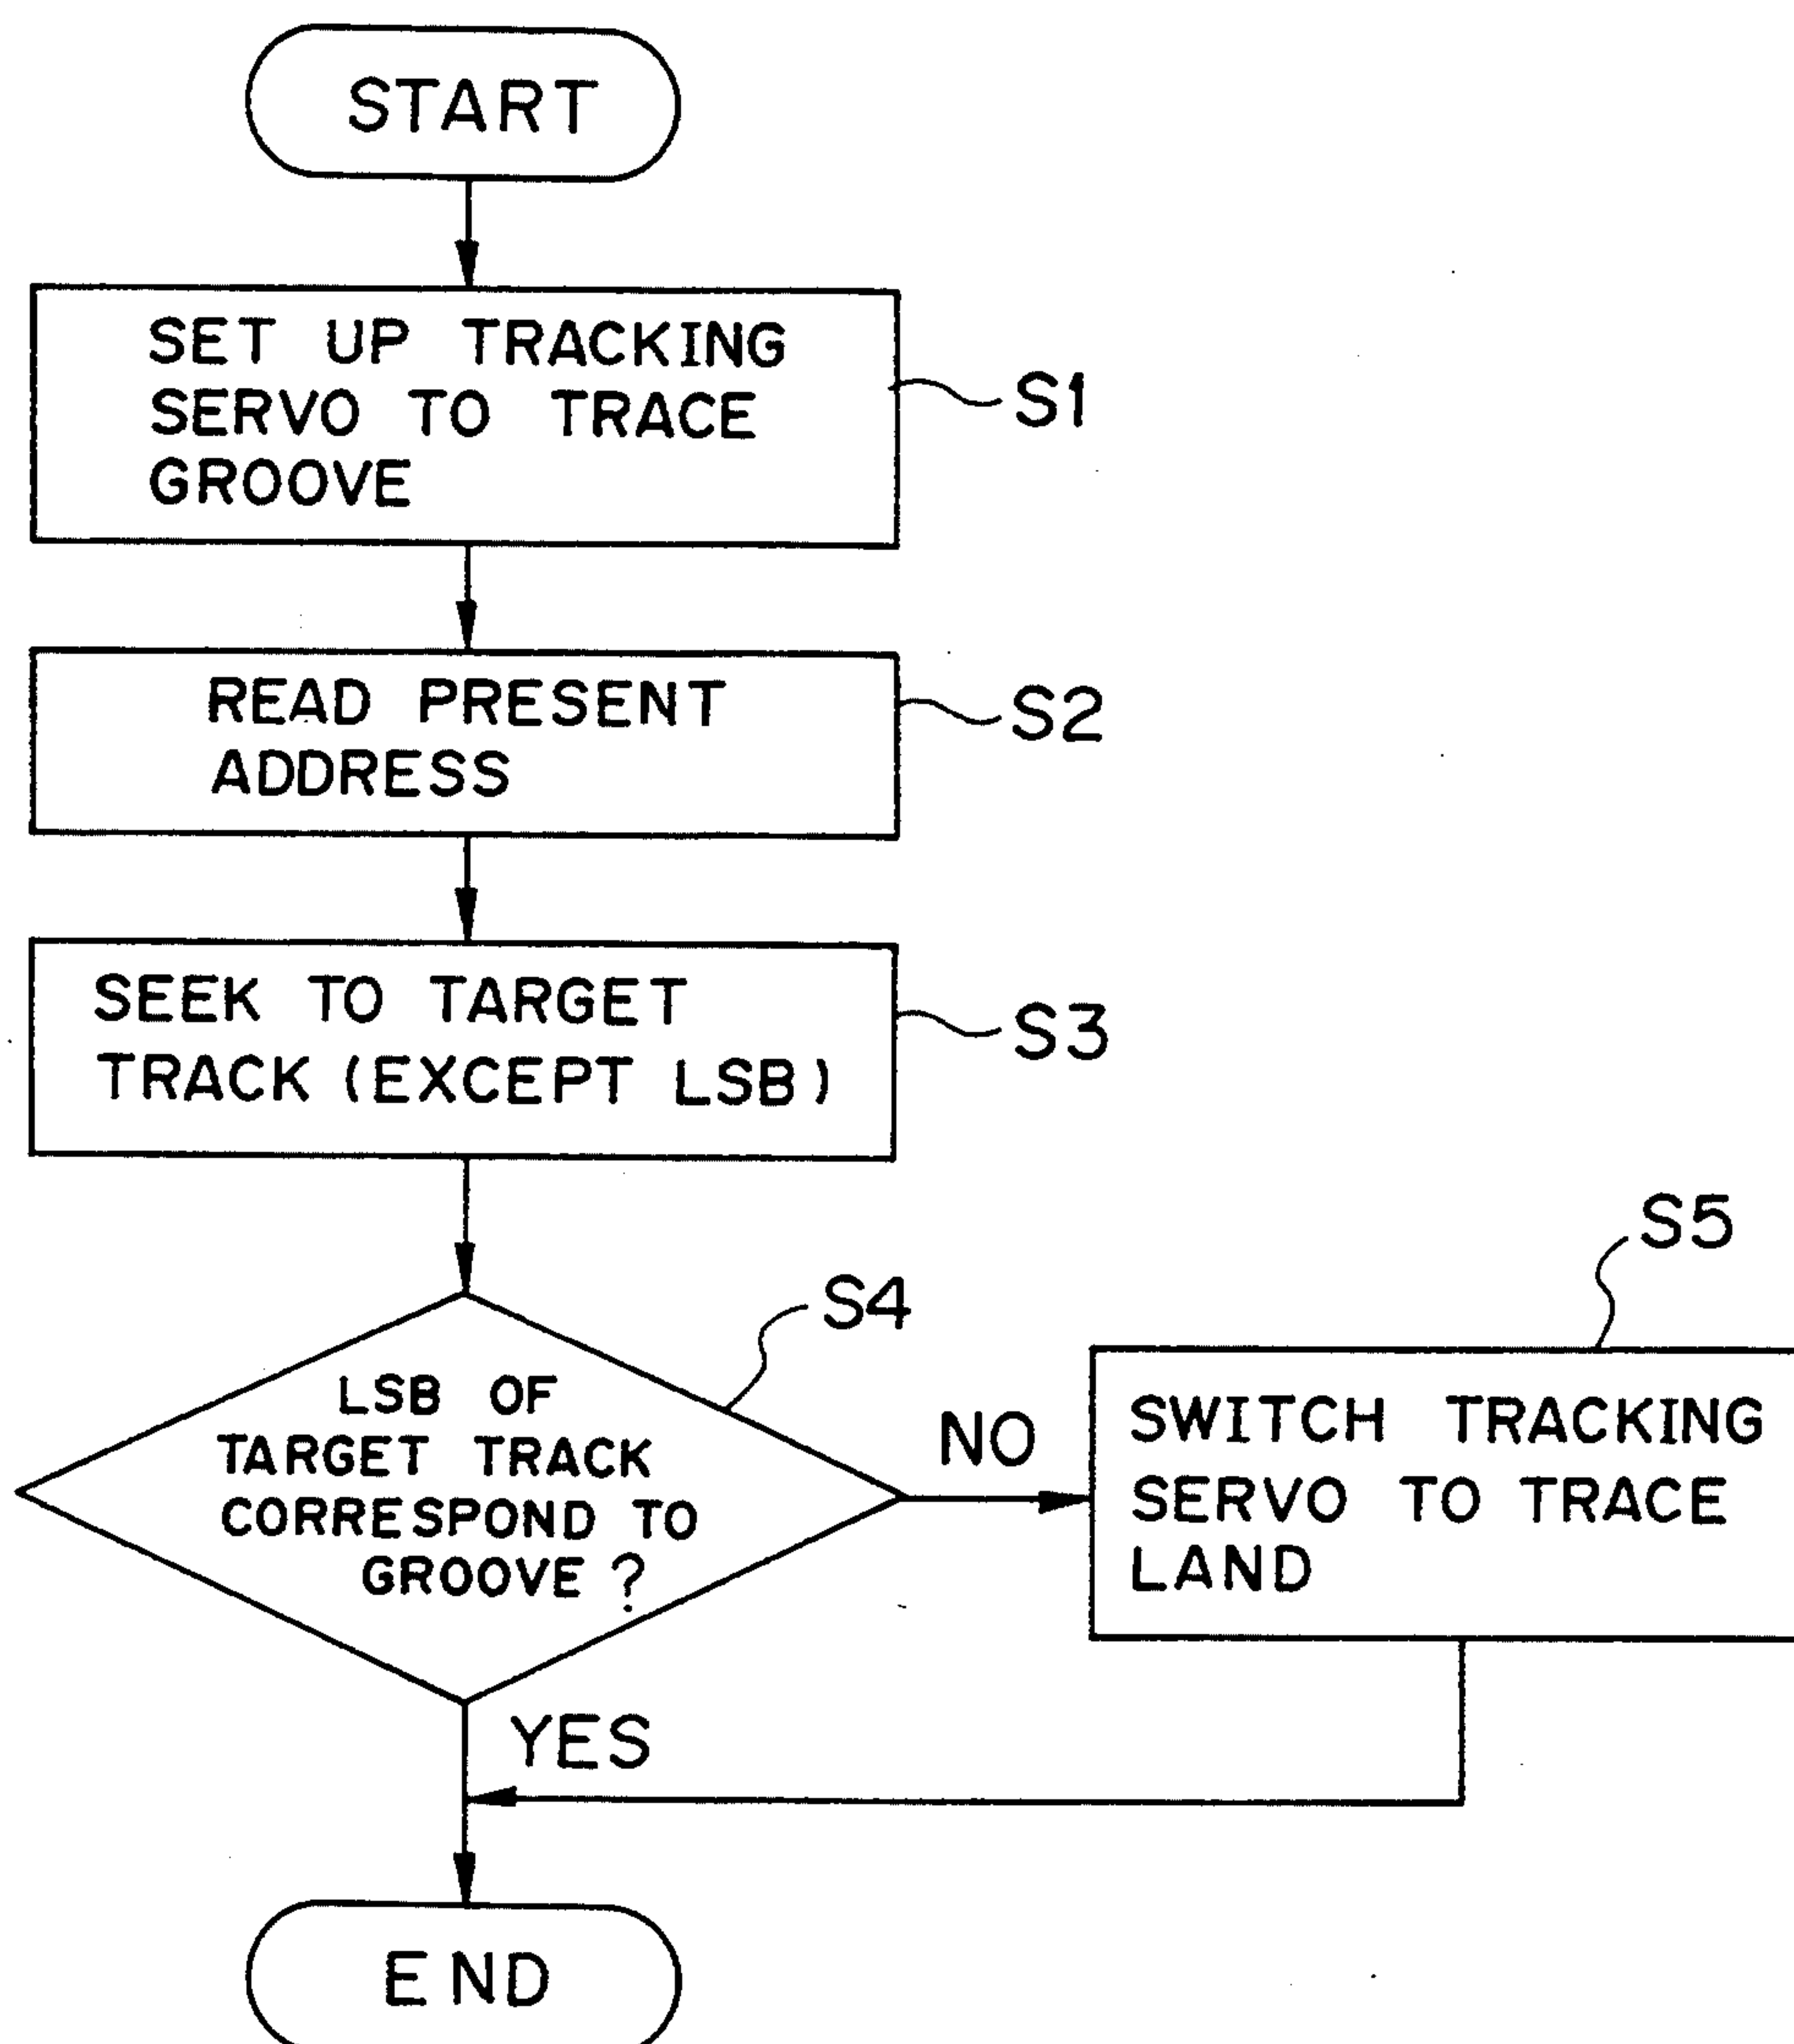 START
SET UP TRACKING
SERVO TO TRACE
GROOVE
S1
READ PRESENT
ADDRESS
S2
SEEK TO TARGET
TRACK (EXCEPT LSB)
S3
LSB OF
TARGET TRACK
CORRESPOND TO
GROOVE ?
S4
NO
S5
SWITCH TRACKING
SERVO TO TRACE
LAND
YES
END